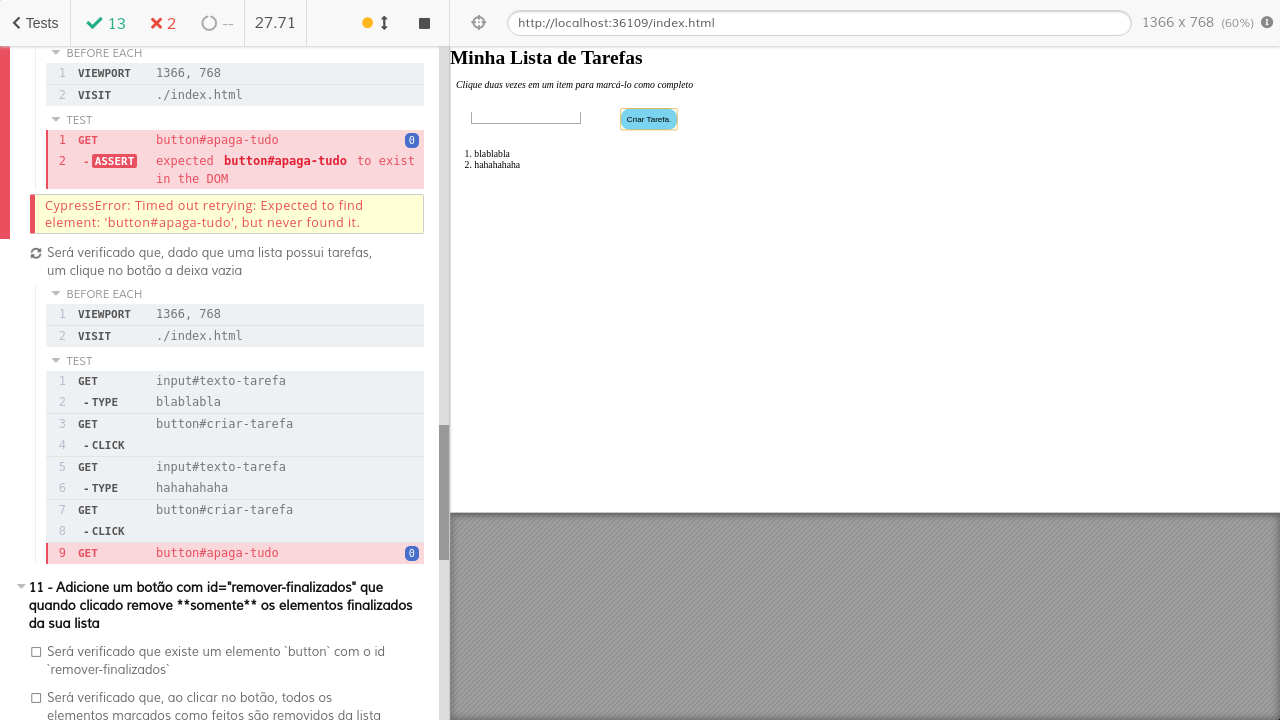 Tests
13
2
--
27.71
http://localhost:36109/index.html
1366 x 768 (60%)
BEFORE EACH
1 VIEWPORT 1366, 768
2 VISIT ./index.html
TEST
1 GET button#apaga-tudo 0
2 -ASSERT expected button#apaga-tudo to exist
in the DOM
CypressError: Timed out retrying: Expected to find
element: 'button#apaga-tudo', but never found it.
Será verificado que, dado que uma lista possui tarefas,
um clique no botão a deixa vazia
BEFORE EACH
1 VIEWPORT 1366, 768
2 VISIT ./index.html
TEST
1 GET input#texto-tarefa
2 -TYPE blablabla
3 GET button#criar-tarefa
4 -CLICK
5 GET input#texto-tarefa
6 -TYPE hahahahaha
7 GET button#criar-tarefa
8 -CLICK
9 GET button#apaga-tudo 0
11 - Adicione um botão com id="remover-finalizados" que
quando clicado remove **somente** os elementos finalizados
da sua lista
Será verificado que existe um elemento `button` com o id
`remover-finalizados`
Será verificado que, ao clicar no botão, todos os
elementos marcados como feitos são removidos da lista
Minha Lista de Tarefas
Clique duas vezes em um item para marcá-lo como completo
Criar Tarefa.
1. blablabla
2. hahahahaha